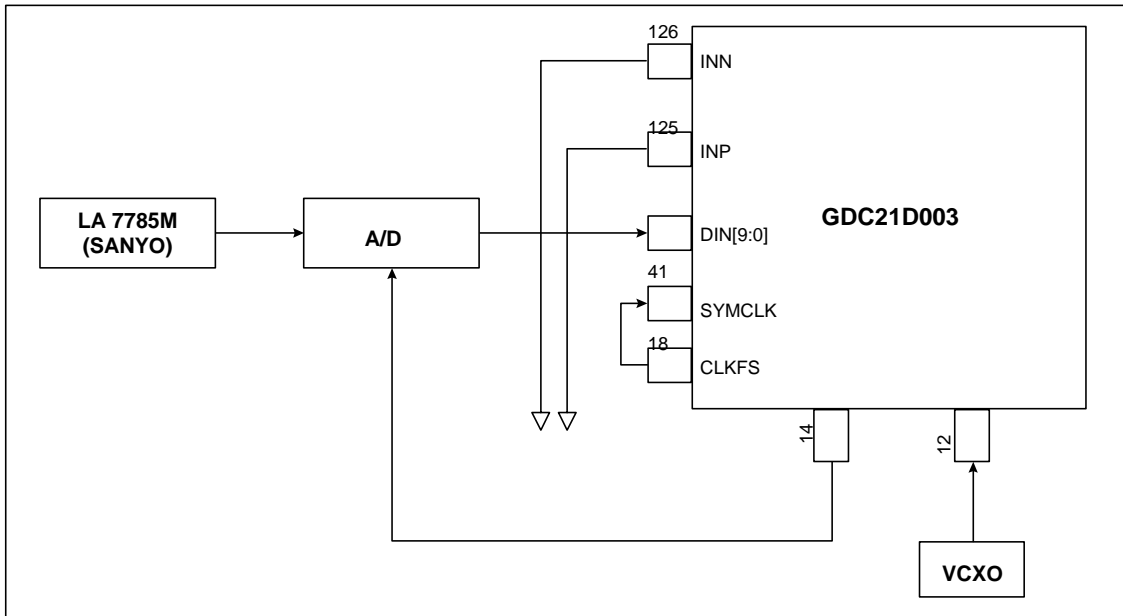 126
INN
125
INP
GDC21D003
LA 7785M
(SANYO)
A/D
DIN[9:0]
41
SYMCLK
18
CLKFS
14
12
VCXO